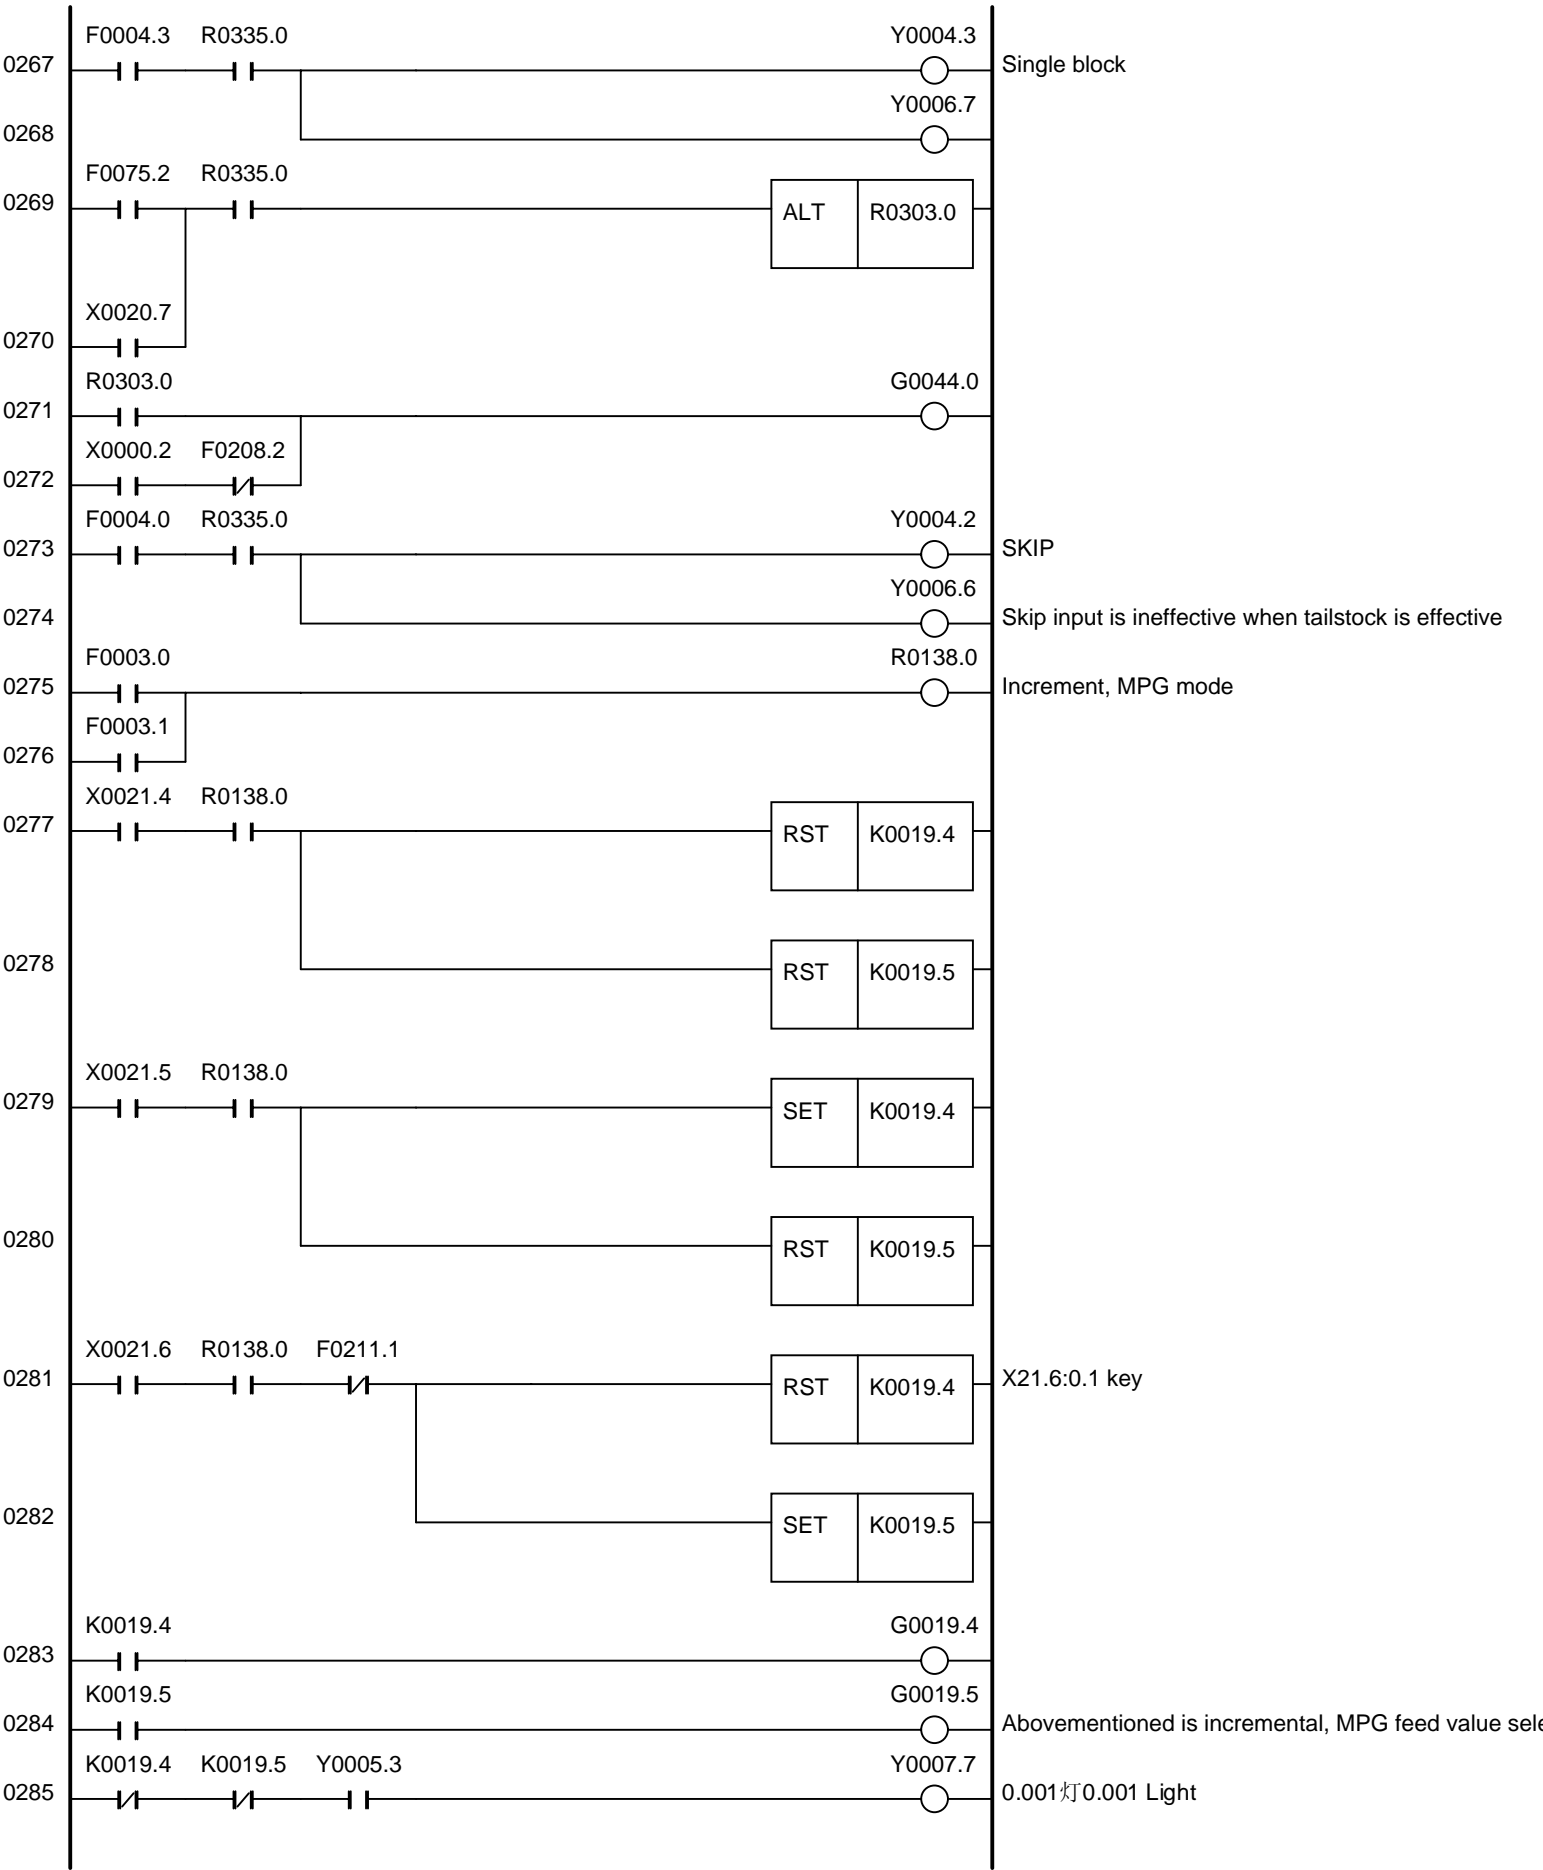 F0004.3 R0335.0 Y0004.3
0267 Single block
Y0006.7
0268
F0075.2 R0335.0
0269 ALT R0303.0
X0020.7
0270
R0303.0 G0044.0
0271
X0000.2 F0208.2
0272
F0004.0 R0335.0 Y0004.2
0273 SKIP
Y0006.6
0274 Skip input is ineffective when tailstock is effective
F0003.0 R0138.0
0275 Increment, MPG mode
F0003.1
0276
X0021.4 R0138.0
0277 RST K0019.4
0278 RST K0019.5
X0021.5 R0138.0
0279 SET K0019.4
0280 RST K0019.5
X0021.6 R0138.0 F0211.1
0281 RST K0019.4 X21.6:0.1 key
0282 SET K0019.5
K0019.4 G0019.4
0283
K0019.5 G0019.5
0284 Abovementioned is incremental, MPG feed value
K0019.4 K0019.5 Y0005.3 Y0007.7
0285 0.001灯0.001 Light